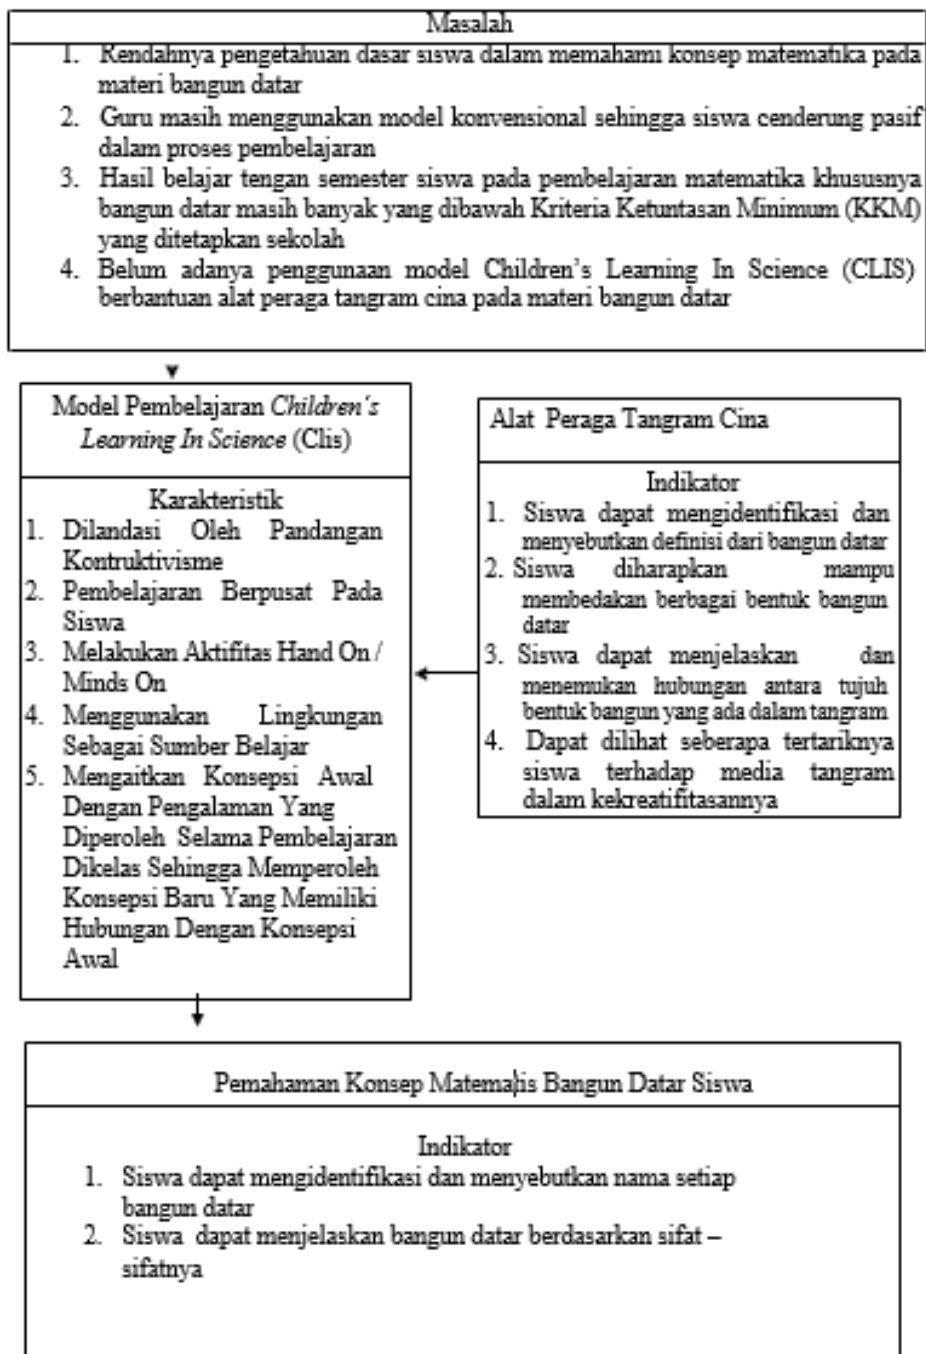 Masalah
1. Rendahnya pengetahuan dasar siswa dalam memahami konsep matematika pada
materi bangun datar
2. Guru masih menggunakan model konvensional sehingga siswa cenderung pasif
dalam proses pembelajaran
3. Hasil belajar tengan semester siswa pada pembelajaran matematika khususnya
bangun datar masih banyak yang dibawah Kriteria Ketuntasan Minimum (KKM)
yang ditetapkan sekolah
4. Belum adanya penggunaan model Children's Learning In Science (CLIS)
berbantuan alat peraga tangram cina pada materi bangun datar
Model Pembelajaran Children's
Learning In Science (Clis)
Karakteristik
1. Dilandasi Oleh Pandangan
Kontruktivisme
2. Pembelajaran Berpusat Pada
Siswa
3. Melakukan Aktifitas Hand On /
Minds On
4. Menggunakan Lingkungan
Sebagai Sumber Belajar
5. Mengaitkan Konsepsi Awal
Dengan Pengalaman Yang
Diperoleh Selama Pembelajaran
Dikelas Sehingga Memperoleh
Konsepsi Baru Yang Memiliki
Hubungan Dengan Konsepsi
Awal
Alat Peraga Tangram Cina
Indikator
1. Siswa dapat mengidentifikasi dan
menyebutkan definisi dari bangun datar
2. Siswa diharapkan mampu
membedakan berbagai bentuk bangun
datar
3. Siswa dapat menjelaskan dan
menemukan hubungan antara tujuh
bentuk bangun yang ada dalam tangram
4. Dapat dilihat seberapa tertariknya
siswa terhadap media tangram
dalam kekreatifitasannya
Pemahaman Konsep Matematis Bangun Datar Siswa
Indikator
1. Siswa dapat mengidentifikasi dan menyebutkan nama setiap
bangun datar
2. Siswa dapat menjelaskan bangun datar berdasarkan sifat –
sifatnya